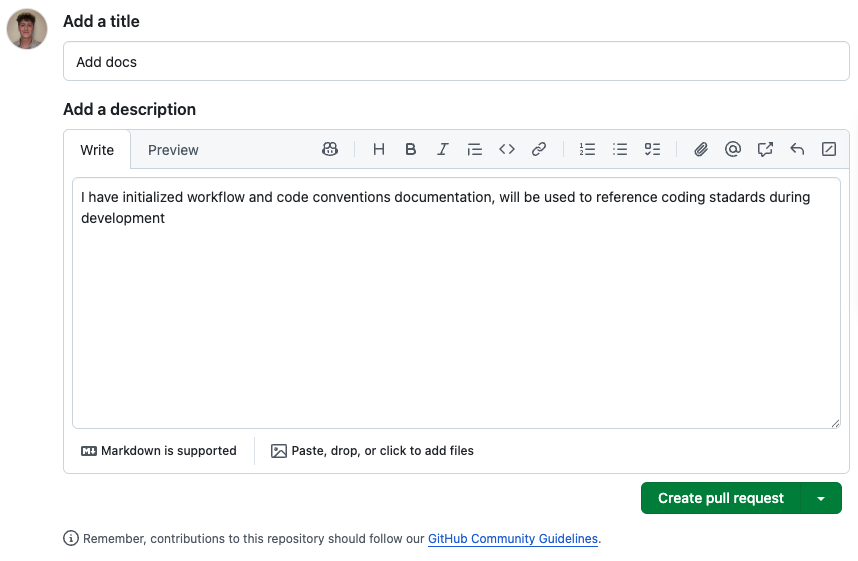 Add a title
Add docs
Add a description
Write Preview
I have initialized workflow and code conventions documentation, will be used to reference coding stadards during
development
Markdown is supported Paste, drop, or click to add files
Create pull request
Remember, contributions to this repository should follow our GitHub Community Guidelines.